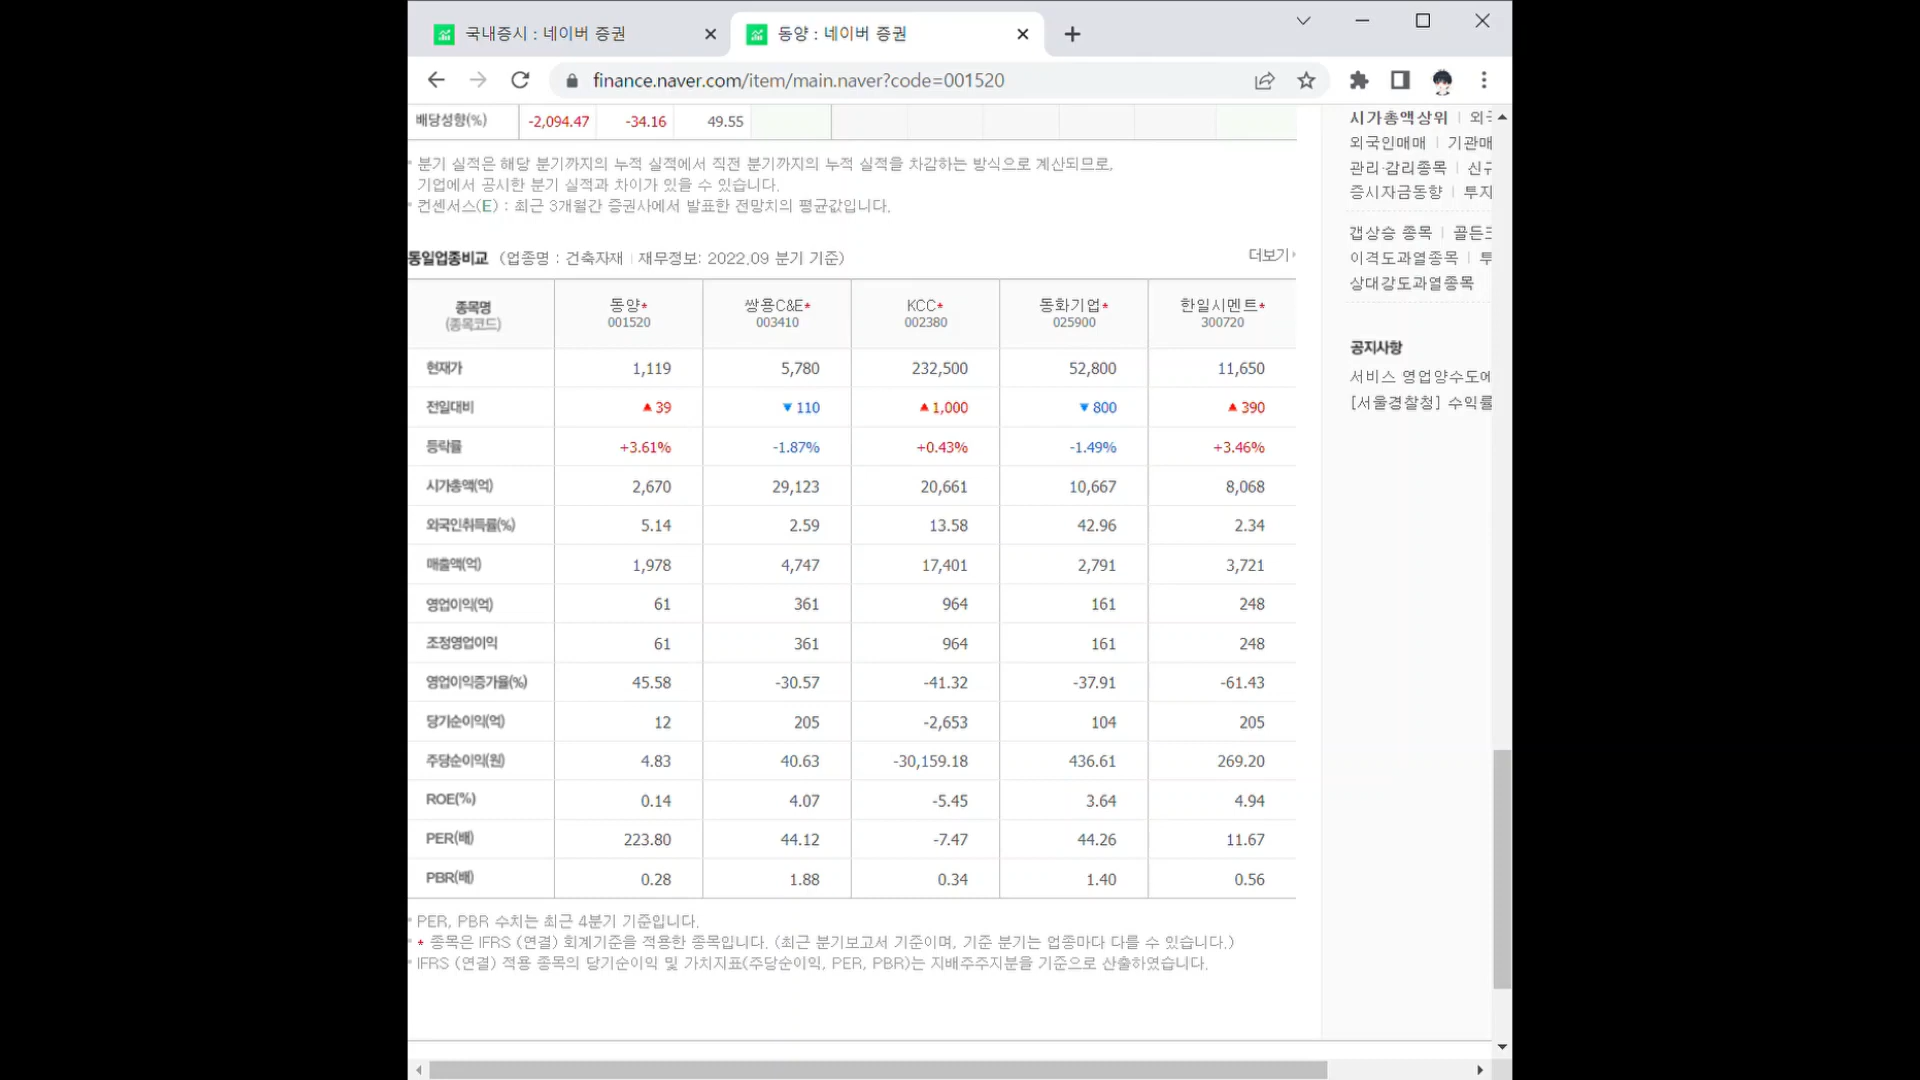 국내증시 : 네이버 증권
동양 : 네이버 증권
finance.naver.com/item/main.naver?code=001520
배당성향(%) -2,094.47 -34.16 49.55
분기 실적은 해당 분기까지의 누적 실적에서 직전 분기까지의 누적 실적을 차감하는 방식으로 계산되므로,
기업에서 공시한 분기 실적과 차이가 있을 수 있습니다.
컨센서스(E) : 최근 3개월간 증권사에서 발표한 전망치의 평균값입니다.
동일업종비교 (업종명 : 건축자재 | 재무정보: 2022.09 분기 기준)
더보기
종목명 동양* 쌍용C&E* KCC* 동화기업* 한일시멘트*
(종목코드) 001520 003410 002380 025900 300720
현재가 1,119 5,780 232,500 52,800 11,650
전일대비 ▲39 ▼110 ▲1,000 ▼800 ▲390
등락률 +3.61% -1.87% +0.43% -1.49% +3.46%
시가총액(억) 2,670 29,123 20,661 10,667 8,068
외국인취득률(%) 5.14 2.59 13.58 42.96 2.34
매출액(억) 1,978 4,747 17,401 2,791 3,721
영업이익(억) 61 361 964 161 248
조정영업이익 61 361 964 161 248
영업이익증가율(%) 45.58 -30.57 -41.32 -37.91 -61.43
당기순이익(억) 12 205 -2,653 104 205
주당순이익(원) 4.83 40.63 -30,159.18 436.61 269.20
ROE(%) 0.14 4.07 -5.45 3.64 4.94
PER(배) 223.80 44.12 -7.47 44.26 11.67
PBR(배) 0.28 1.88 0.34 1.40 0.56
PER, PBR 수치는 최근 4분기 기준입니다.
* 종목은 IFRS (연결) 회계기준을 적용한 종목입니다. (최근 분기보고서 기준이며, 기준 분기는 업종마다 다를 수 있습니다.)
IFRS (연결) 적용 종목의 당기순이익 및 가치지표(주당순이익, PER, PBR)는 지배주주지분을 기준으로 산출하였습니다.
시가총액상위 | 외국
외국인매매 | 기관매
관리·감리종목 | 신규
증시자금동향 | 투자
갭상승 종목 | 골든
이격도과열종목 | 투
상대강도과열종목
공지사항
서비스 영업양수도에
[서울경찰청] 수익률